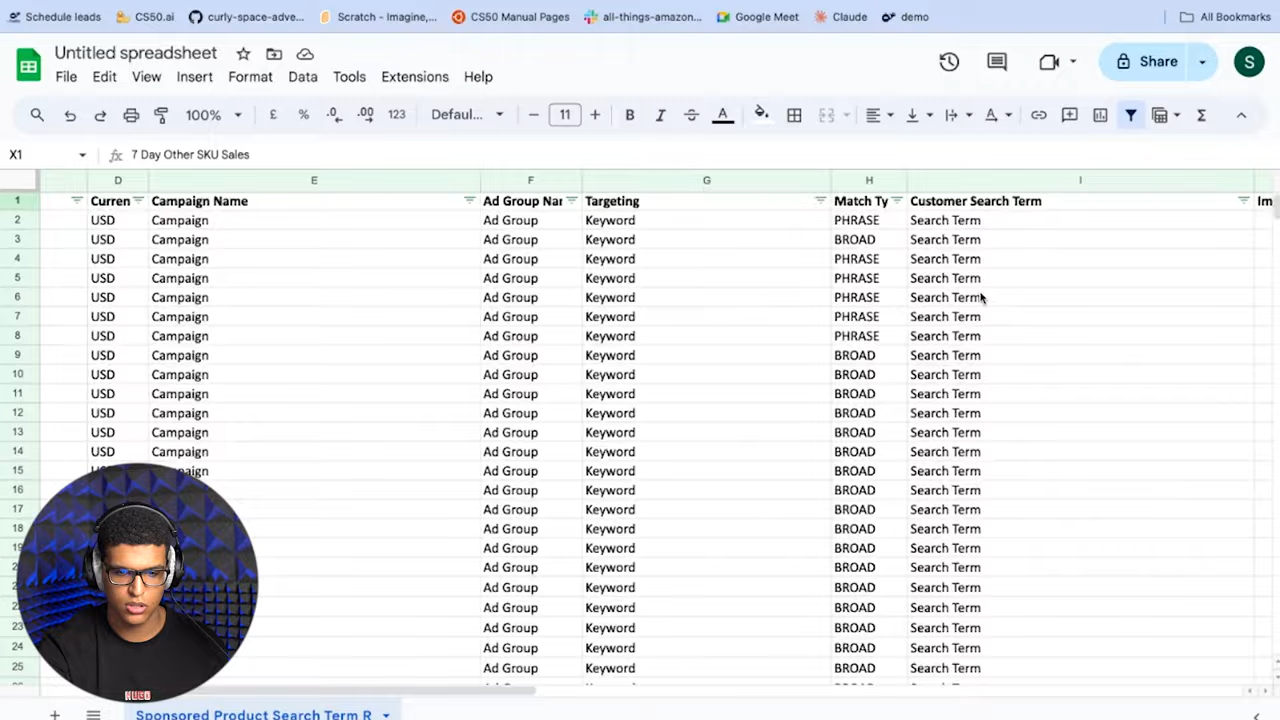 Schedule leads CS50.ai curly-space-adve... Scratch - Imagine,... CS50 Manual Pages all-things-amazon... Google Meet Claude demo All Bookmarks
Untitled spreadsheet
File Edit View Insert Format Data Tools Extensions Help
Share S
100% £ % .0 .00 123 Defaul... − 11 + B I S A Σ
X1 fx 7 Day Other SKU Sales
D E F G H I
1 Curren Campaign Name Ad Group Nar Targeting Match Ty Customer Search Term Im
2 USD Campaign Ad Group Keyword PHRASE Search Term
3 USD Campaign Ad Group Keyword BROAD Search Term
4 USD Campaign Ad Group Keyword PHRASE Search Term
5 USD Campaign Ad Group Keyword PHRASE Search Term
6 USD Campaign Ad Group Keyword PHRASE Search Term
7 USD Campaign Ad Group Keyword PHRASE Search Term
8 USD Campaign Ad Group Keyword PHRASE Search Term
9 USD Campaign Ad Group Keyword BROAD Search Term
10 USD Campaign Ad Group Keyword BROAD Search Term
11 USD Campaign Ad Group Keyword BROAD Search Term
12 USD Campaign Ad Group Keyword BROAD Search Term
13 USD Campaign Ad Group Keyword BROAD Search Term
14 USD Campaign Ad Group Keyword BROAD Search Term
15 Ad Group Keyword BROAD Search Term
16 Ad Group Keyword BROAD Search Term
17 Ad Group Keyword BROAD Search Term
18 Ad Group Keyword BROAD Search Term
Ad Group Keyword BROAD Search Term
Ad Group Keyword BROAD Search Term
Ad Group Keyword BROAD Search Term
Ad Group Keyword BROAD Search Term
23 Ad Group Keyword BROAD Search Term
24 Ad Group Keyword BROAD Search Term
25 Ad Group Keyword BROAD Search Term
HUGO
Sponsored Product Search Term R